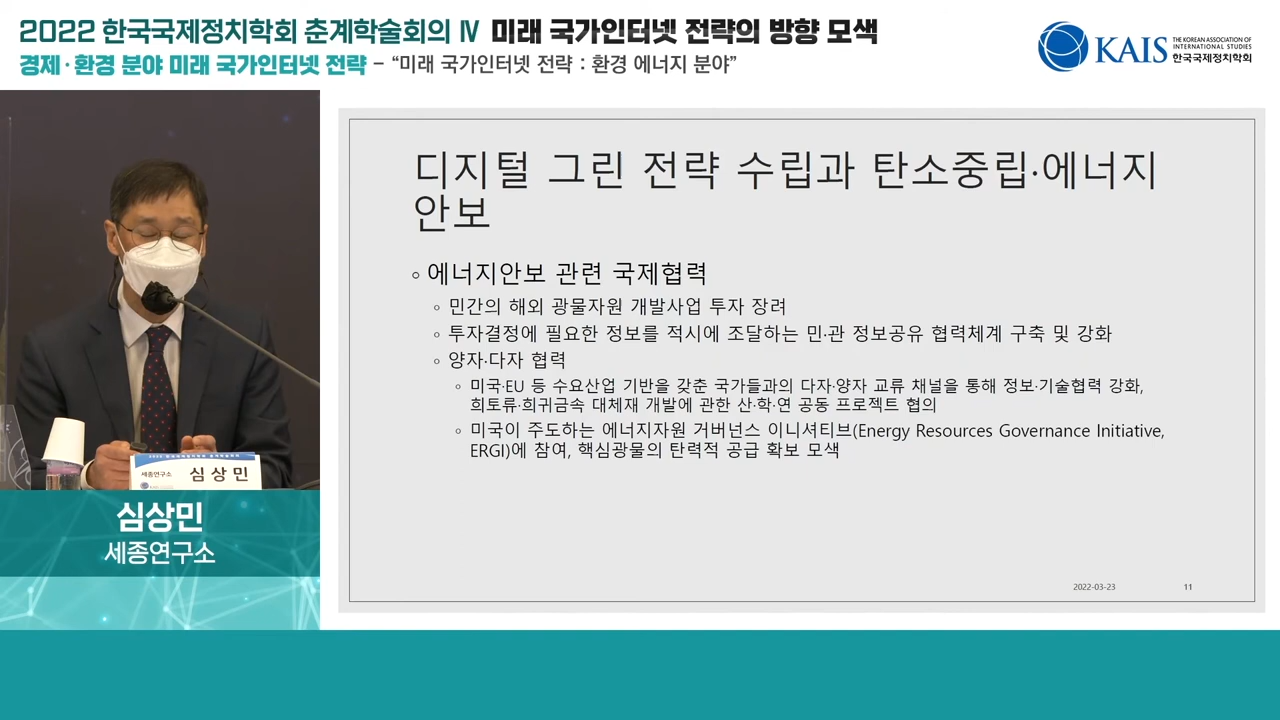 2022 한국국제정치학회 춘계학술회의 Ⅳ 미래 국가인터넷 전략의 방향 모색
경제·환경 분야 미래 국가인터넷 전략 - “미래 국가인터넷 전략 : 환경 에너지 분야”
KAIS
THE KOREAN ASSOCIATION OF
INTERNATIONAL STUDIES
한국국제정치학회
디지털 그린 전략 수립과 탄소중립·에너지
안보
에너지안보 관련 국제협력
민간의 해외 광물자원 개발사업 투자 장려
투자결정에 필요한 정보를 적시에 조달하는 민·관 정보공유 협력체계 구축 및 강화
양자·다자 협력
미국·EU 등 수요산업 기반을 갖춘 국가들과의 다자·양자 교류 채널을 통해 정보·기술협력 강화,
희토류·희귀금속 대체재 개발에 관한 산·학·연 공동 프로젝트 협의
미국이 주도하는 에너지자원 거버넌스 이니셔티브(Energy Resources Governance Initiative,
ERGI)에 참여, 핵심광물의 탄력적 공급 확보 모색
2022-03-23
11
세종연구소
심상민
심상민
세종연구소